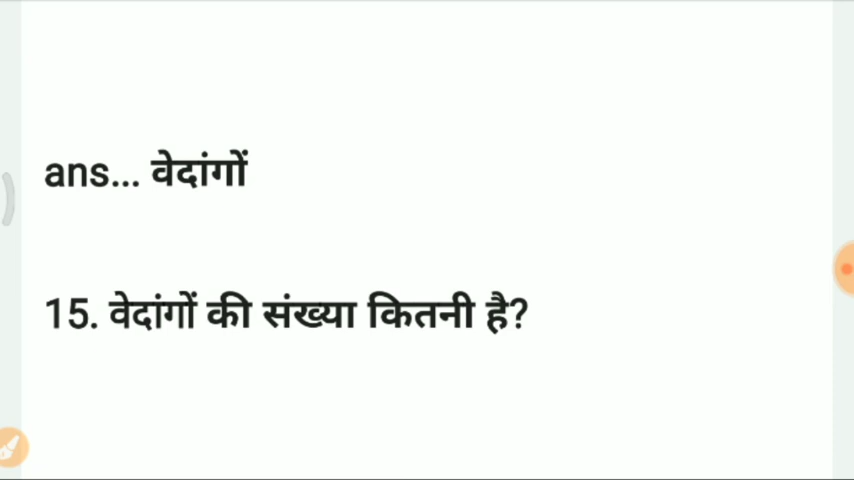 ans... वेदांगों
15. वेदांगों की संख्या कितनी है?